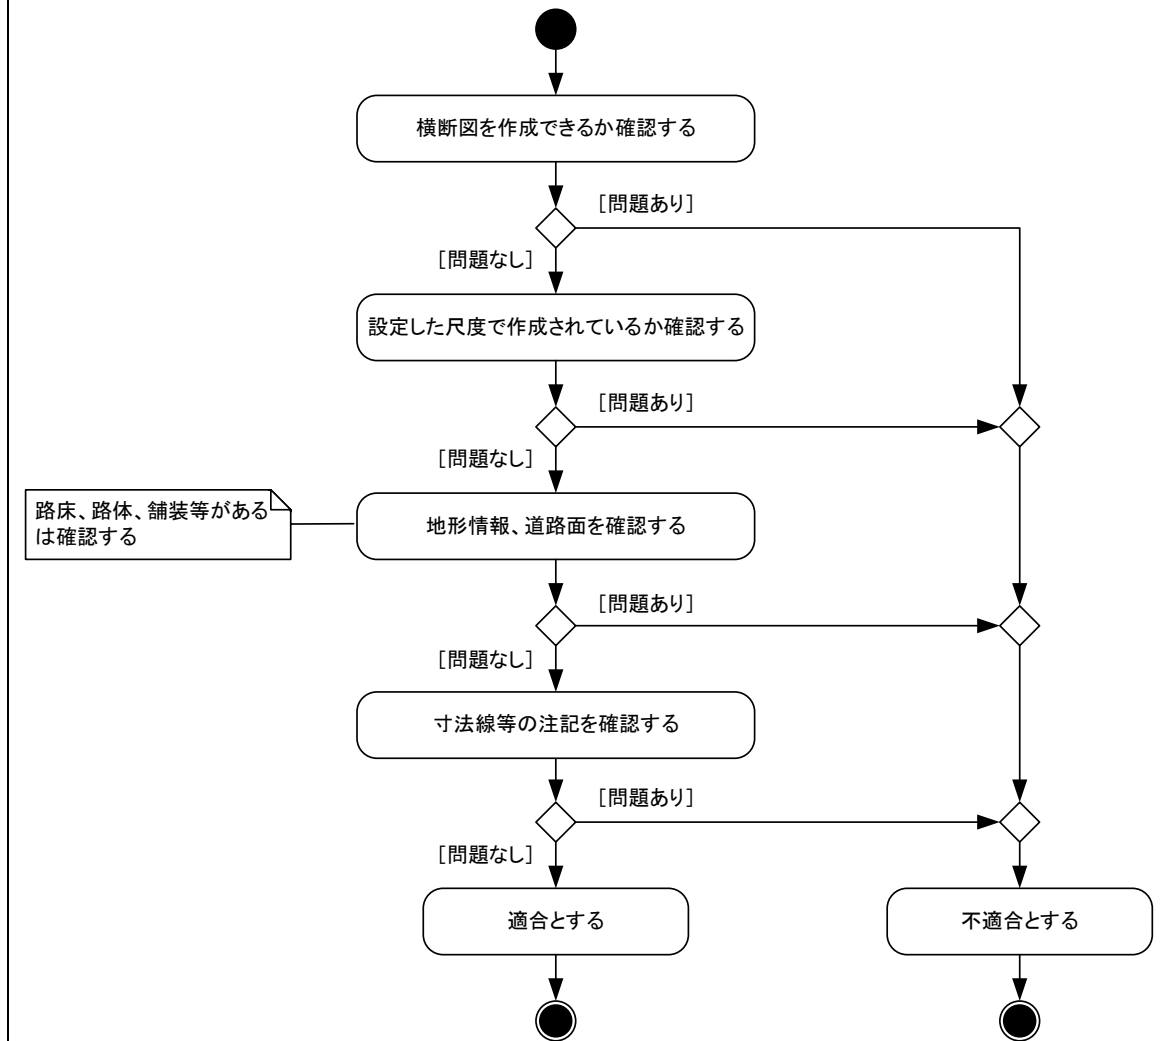 横断図を作成できるか確認する
[問題あり]
[問題なし]
設定した尺度で作成されているか確認する
[問題あり]
[問題なし]
路床、路体、舗装等がある
は確認する
地形情報、道路面を確認する
[問題あり]
[問題なし]
寸法線等の注記を確認する
[問題あり]
[問題なし]
適合とする
不適合とする